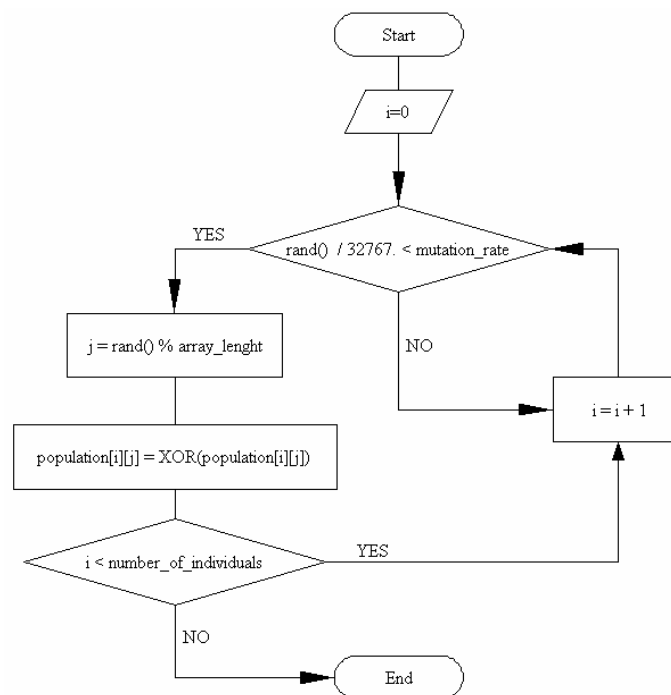 Start
i=0
rand() / 32767. < mutation_rate
YES
NO
j = rand() % array_lenght
i = i + 1
population[i][j] = XOR(population[i][j])
i < number_of_individuals
YES
NO
End